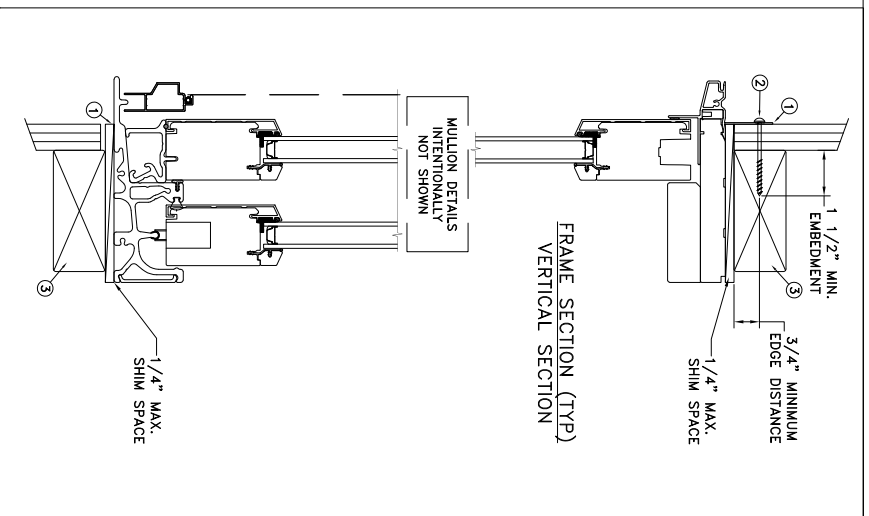 1
2
1 1/2" MIN.
EMBEDMENT
3
3/4" MINIMUM
EDGE DISTANCE
1/4" MAX.
SHIM SPACE
FRAME SECTION (TYP)
VERTICAL SECTION
MULLION DETAILS
INTENTIONALLY
NOT SHOWN
1
3
1/4" MAX.
SHIM SPACE